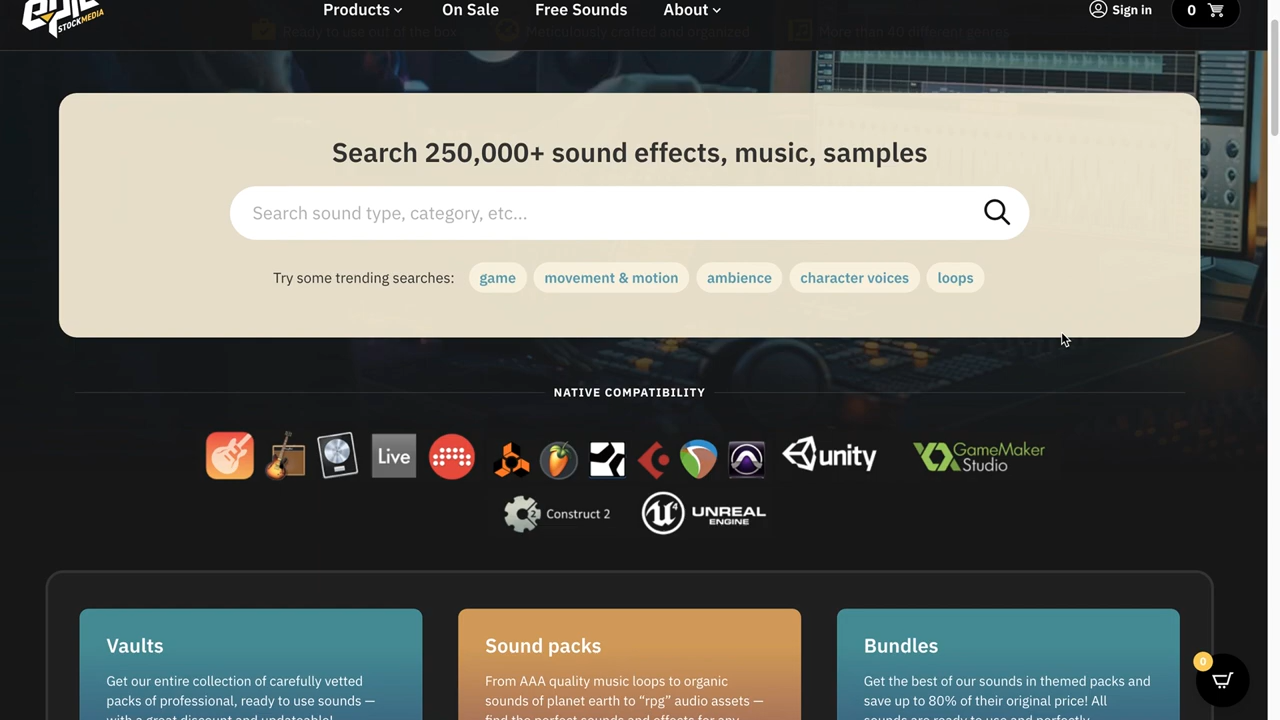 epic
STOCKMEDIA
Products
On Sale
Free Sounds
About
Sign in
0
Ready to use out of the box
Meticulously crafted and organized
More than 40 different genres
Search 250,000+ sound effects, music, samples
Search sound type, category, etc...
Try some trending searches:
game
movement & motion
ambience
character voices
loops
NATIVE COMPATIBILITY
Live
unity
GameMaker
Studio
2
Construct 2
4
UNREAL
ENGINE
Vaults
Get our entire collection of carefully vetted
packs of professional, ready to use sounds —
with a great discount and updateable!
Sound packs
From AAA quality music loops to organic
sounds of planet earth to “rpg” audio assets —
find the perfect sounds and effects for any
Bundles
Get the best of our sounds in themed packs and
save up to 80% of their original price! All
sounds are ready to use and perfectly
0